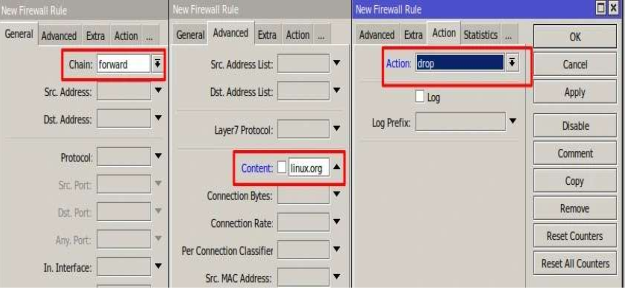 New Firewall Rule
General Advanced Extra Action ...
Chain: forward
Src. Address:
Dst. Address:
Protocol:
Src. Port:
Dst. Port:
Any. Port:
In. Interface:
New Firewall Rule
General Advanced Extra Action ...
Src. Address List:
Dst. Address List:
Layer7 Protocol:
Content: linux.org
Connection Bytes:
Connection Rate:
Per Connection Classifier
Src. MAC Address:
New Firewall Rule
Advanced Extra Action Statistics ...
Action: drop
Log
Log Prefix:
OK
Cancel
Apply
Disable
Comment
Copy
Remove
Reset Counters
Reset All Counters